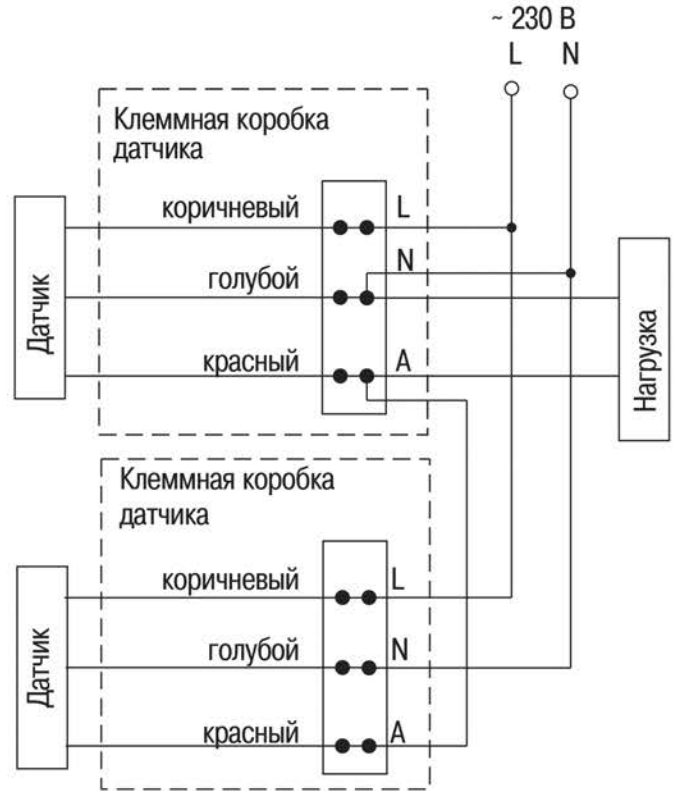 ~ 230 В
L N
Клеммная коробка
датчика
коричневый
L
голубой
N
красный
A
Датчик
Нагрузка
Клеммная коробка
датчика
коричневый
L
голубой
N
красный
A
Датчик